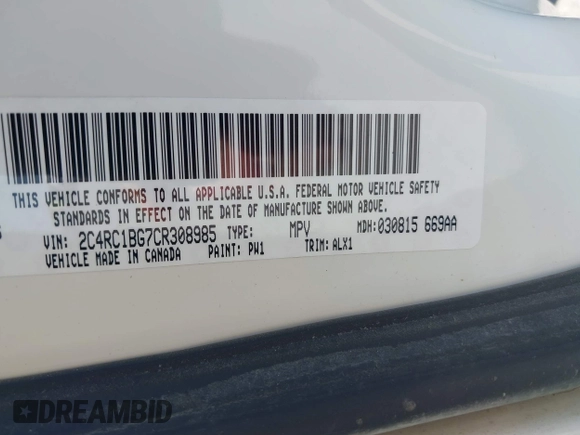 THIS VEHICLE CONFORMS TO ALL APPLICABLE U.S.A. FEDERAL MOTOR VEHICLE SAFETY
STANDARDS IN EFFECT ON THE DATE OF MANUFACTURE SHOWN ABOVE.
VIN: 2C4RC1BG7CR308985 TYPE: MPV MDH:030815 669AA
VEHICLE MADE IN CANADA PAINT: PW1 TRIM: ALX1
DREAMBID